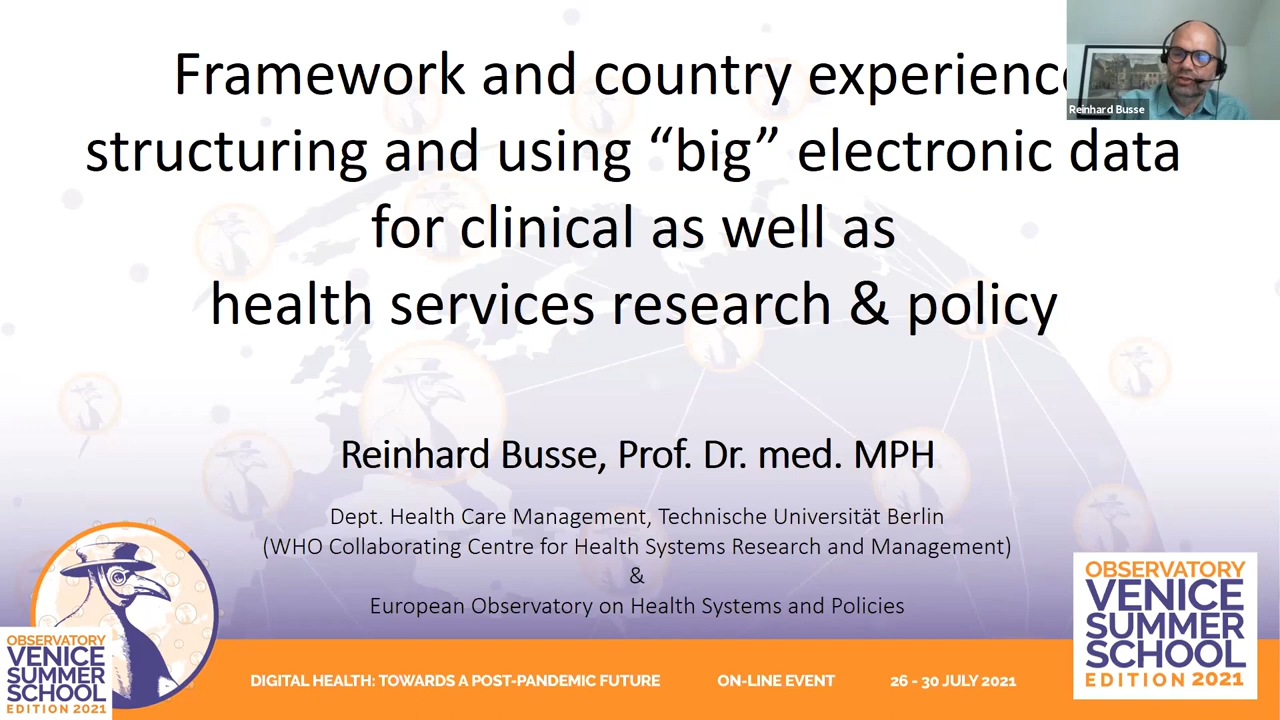 Framework and country experience
structuring and using “big” electronic data
for clinical as well as
health services research & policy
Reinhard Busse
Reinhard Busse, Prof. Dr. med. MPH
Dept. Health Care Management, Technische Universität Berlin
(WHO Collaborating Centre for Health Systems Research and Management)
&
European Observatory on Health Systems and Policies
OBSERVATORY
VENICE
SUMMER
SCHOOL
EDITION 2021
DIGITAL HEALTH: TOWARDS A POST-PANDEMIC FUTURE
ON-LINE EVENT
26 - 30 JULY 2021
OBSERVATORY
VENICE
SUMMER
SCHOOL
EDITION 2021